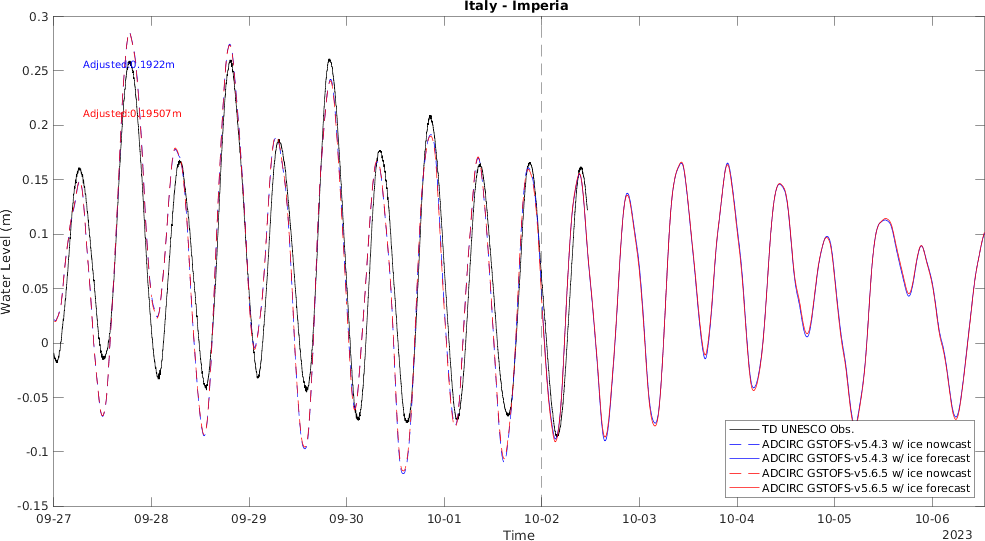 Italy - Imperia
0.3
0.25
0.2
0.15
0.1
0.05
0
-0.05
-0.1
-0.15
Water Level (m)
Adjusted:0.1922m
Adjusted:0.19507m
TD UNESCO Obs.
ADCIRC GSTOFS-v5.4.3 w/ ice nowcast
ADCIRC GSTOFS-v5.4.3 w/ ice forecast
ADCIRC GSTOFS-v5.6.5 w/ ice nowcast
ADCIRC GSTOFS-v5.6.5 w/ ice forecast
09-27 09-28 09-29 09-30 10-01 10-02 10-03 10-04 10-05 10-06
Time
2023